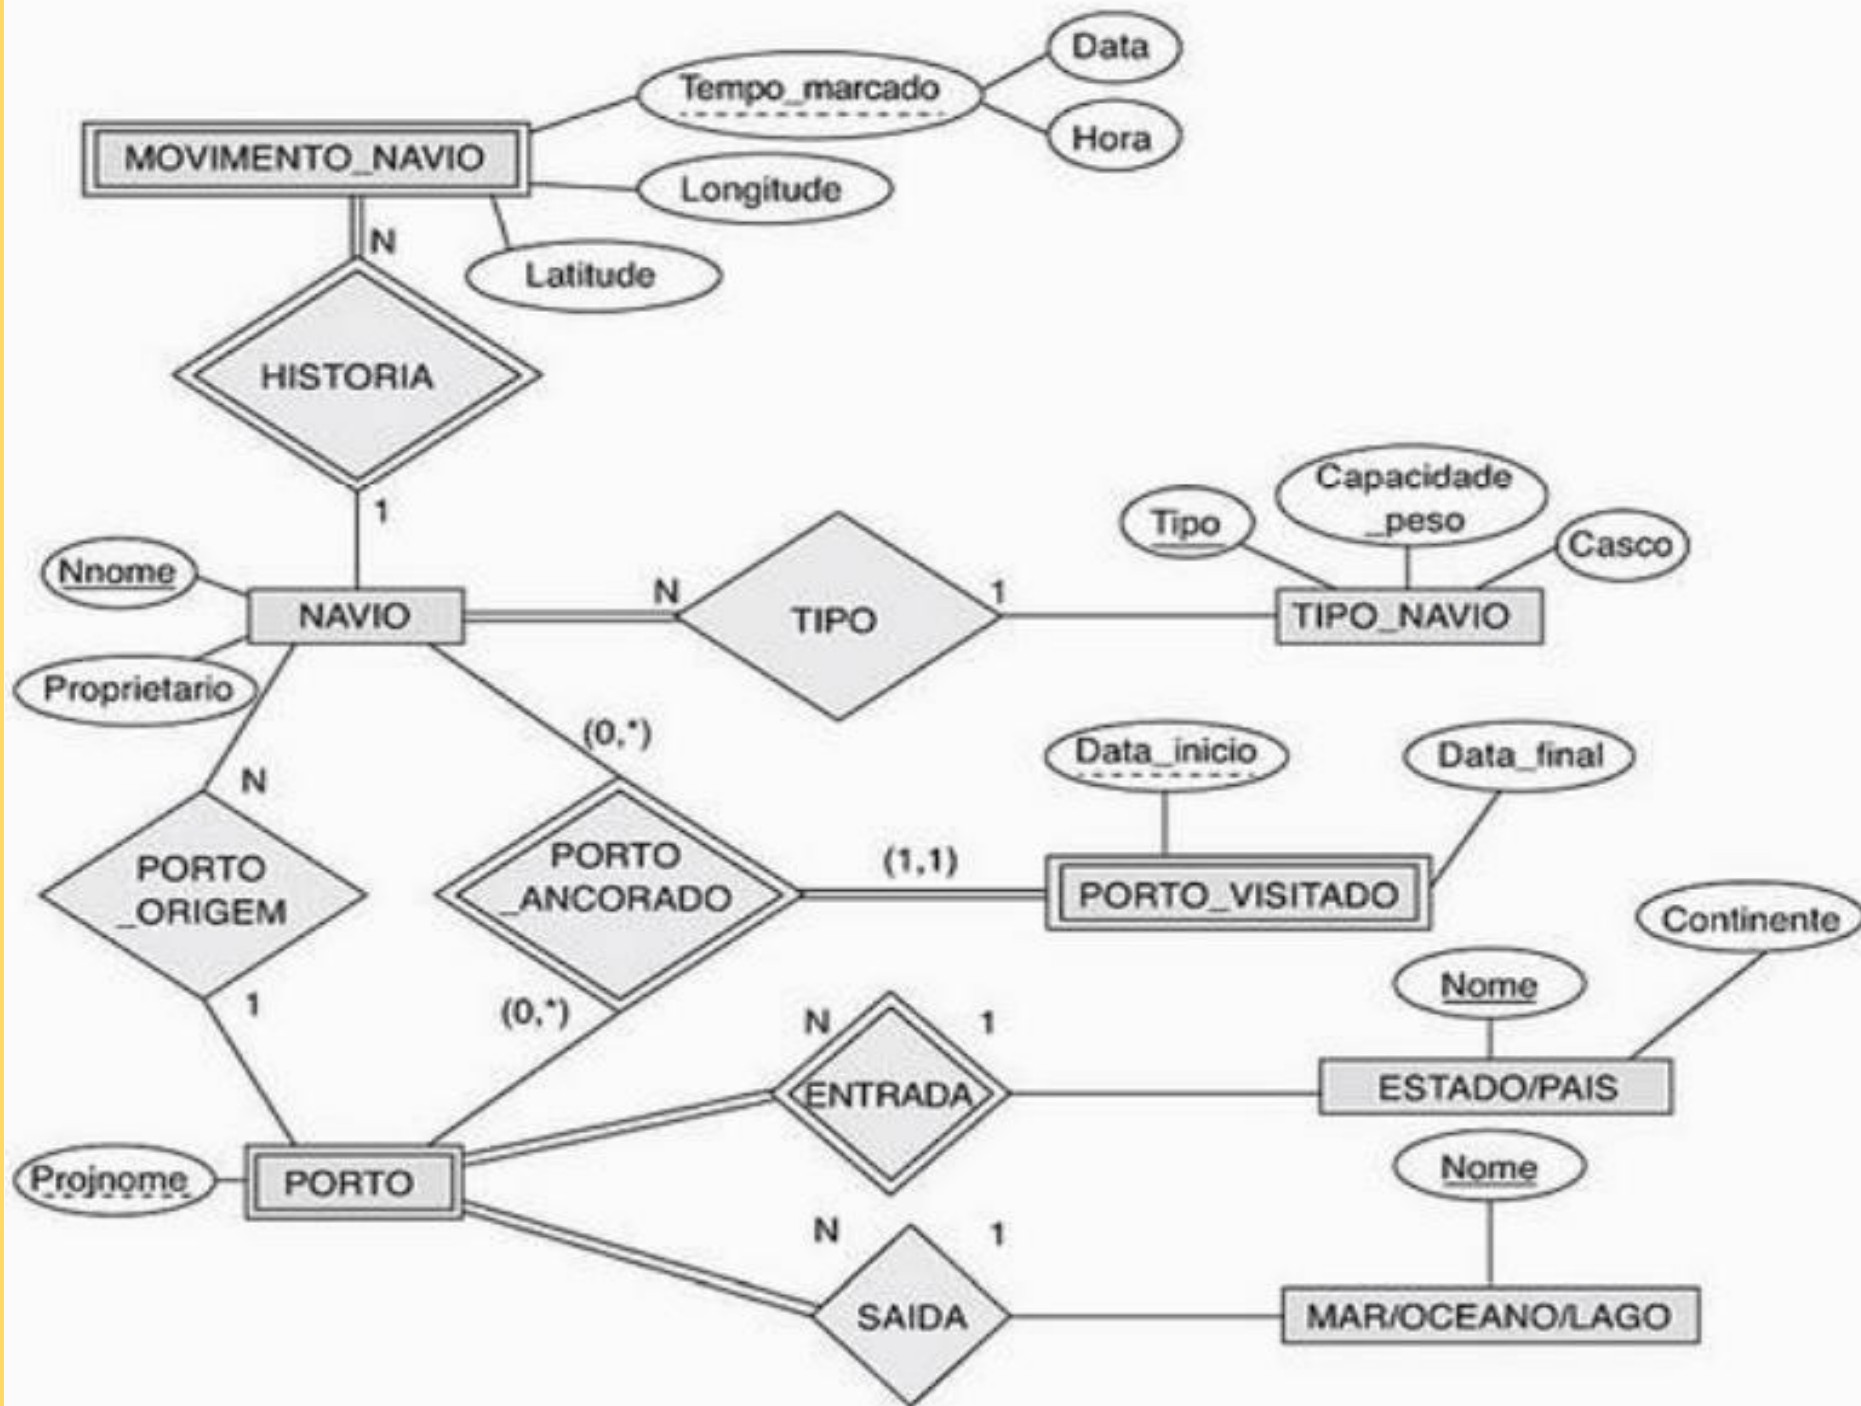 Data
Tempo_marcado
Hora
MOVIMENTO_NAVIO
Longitude
N
Latitude
HISTORIA
1
Capacidade
_peso
Tipo
Casco
Nnome
NAVIO
N
TIPO
1
TIPO_NAVIO
Proprietario
(0,*)
Data_inicio
Data_final
N
PORTO
_ORIGEM
PORTO
_ANCORADO
(1,1)
PORTO_VISITADO
Continente
Nome
1
(0,*)
N
1
ENTRADA
ESTADO/PAIS
Projnome
PORTO
Nome
N
1
SAIDA
MAR/OCEANO/LAGO